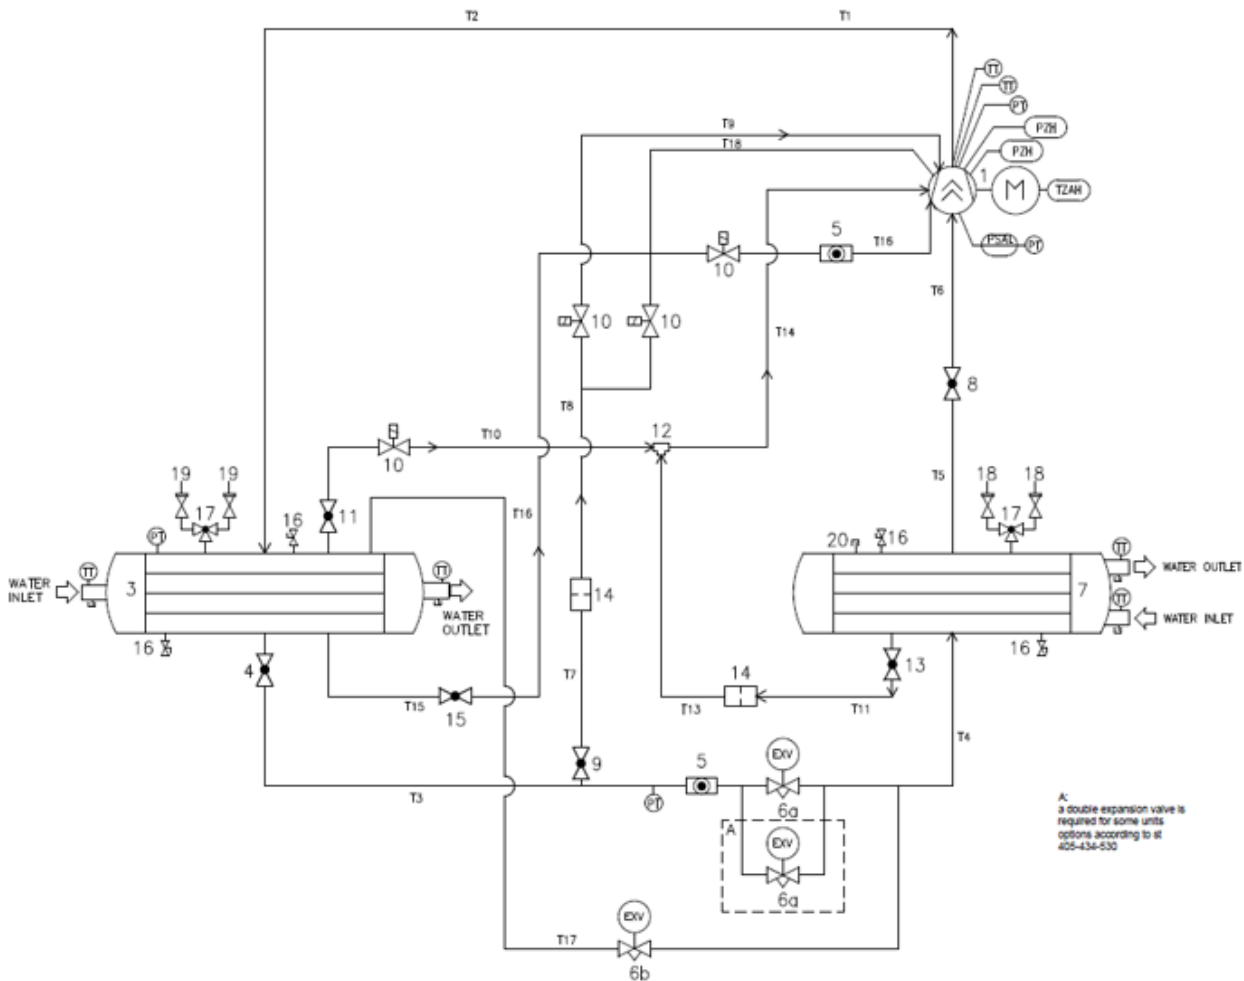 T2
T1
TT
TT
PT
PZH
PZH
T9
T18
1
M
TZAH
5
PSAL
PT
T16
10
T6
10
10
T14
8
T8
T10
12
10
T5
19
19
18
18
17
16
11
T16
17
PT
20
16
TT
TT
TT
WATER
INLET
3
14
7
WATER OUTLET
WATER
OUTLET
TT
WATER INLET
16
16
4
13
T7
14
T15
15
T13
T11
T4
EXV
9
5
T3
PT
6a
A
EXV
6a
A:
a double expansion valve is
required for some units
options according to st
405-434-530
EXV
T17
6b